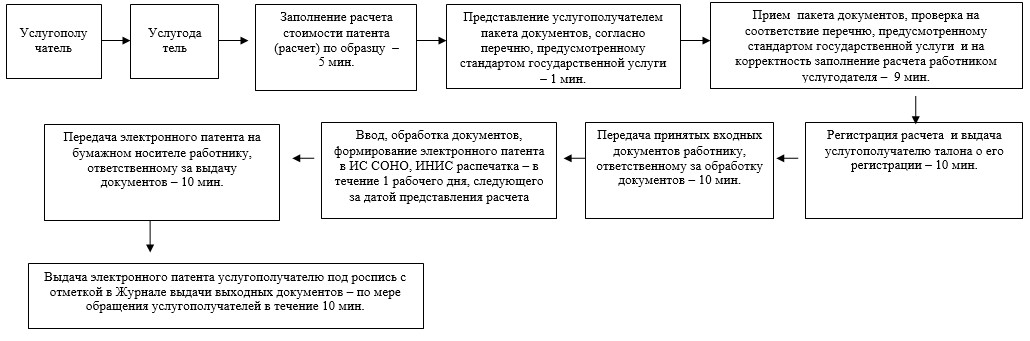 Услугополу
чатель
Услугода
тель
Заполнение расчета
стоимости патента
(расчет) по образцу –
5 мин.
Представление услугополучателем
пакета документов, согласно
перечню, предусмотренному
стандартом государственной услуги
– 1 мин.
Прием пакета документов, проверка на
соответствие перечню, предусмотренному
стандартом государственной услуги и на
корректность заполнение расчета работником
услугодателя – 9 мин.
Регистрация расчета и выдача
услугополучателю талона о его
регистрации – 10 мин.
Передача принятых входных
документов работнику,
ответственному за обработку
документов – 10 мин.
Ввод, обработка документов,
формирование электронного патента
в ИС СОНО, ИНИС распечатка – в
течение 1 рабочего дня, следующего
за датой представления расчета
Передача электронного патента на
бумажном носителе работнику,
ответственному за выдачу
документов – 10 мин.
Выдача электронного патента услугополучателю под роспись с
отметкой в Журнале выдачи выходных документов – по мере
обращения услугополучателей в течение 10 мин.